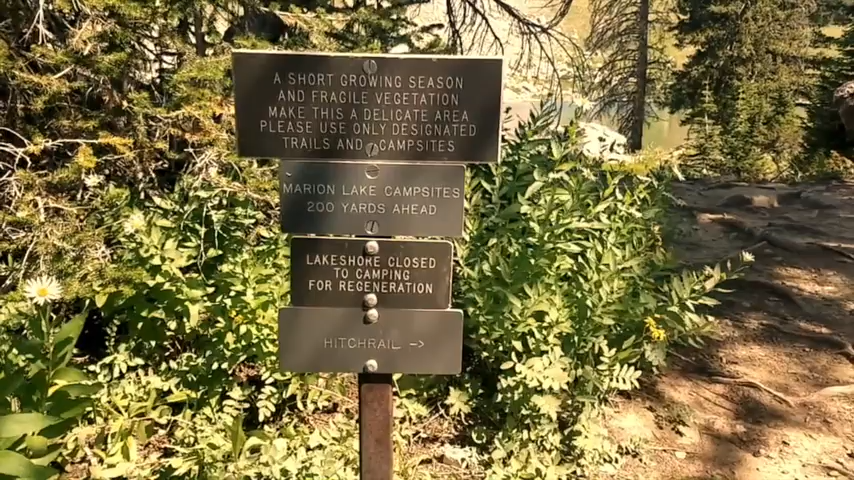 A SHORT GROWING SEASON
AND FRAGILE VEGETATION
MAKE THIS A DELICATE AREA
PLEASE USE ONLY DESIGNATED
TRAILS AND CAMPSITES
MARION LAKE CAMPSITES
200 YARDS AHEAD
LAKESHORE CLOSED
TO CAMPING
FOR REGENERATION
HITCHRAIL ->